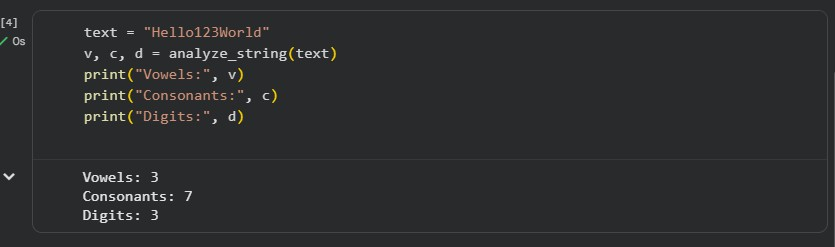 [4]
0s
text = "Hello123World"
v, c, d = analyze_string(text)
print("Vowels:", v)
print("Consonants:", c)
print("Digits:", d)
Vowels: 3
Consonants: 7
Digits: 3